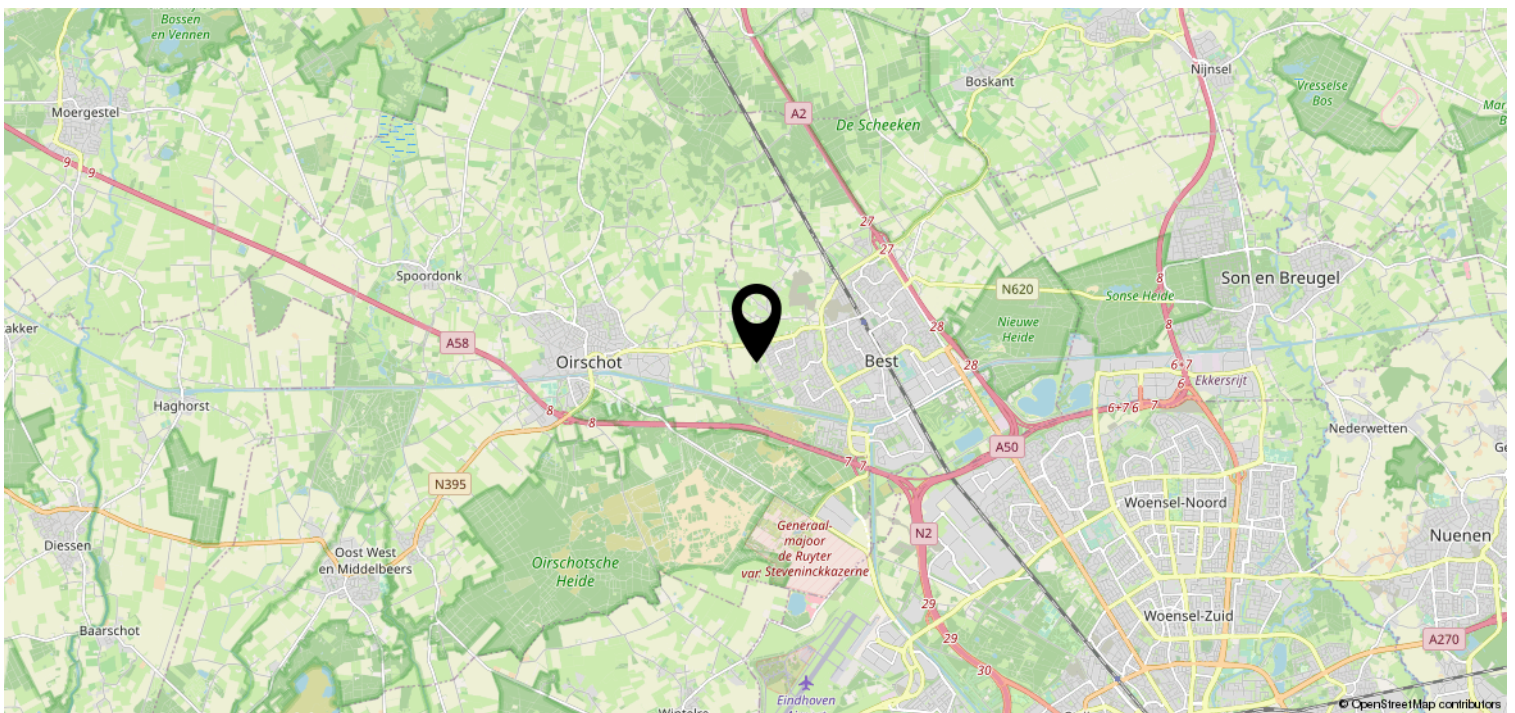 Bossen
en Vennen
Moergestel
Boskant
Nijnsel
Vresselse
Bos
A2
De Scheeken
9
9
27
27
Spoordonk
8
Son en Breugel
N620
Sonse Heide
Nieuwe
Heide
28
8
akker
A58
Oirschot
Best
28
6+7
6
Ekkersrijt
Haghorst
8
8
6+7
6
7
Nederwetten
A50
7
7
N395
Woensel-Noord
Generaal-
majoor
de Ruyter
van Steveninckkazerne
N2
Nuenen
Diessen
Oost West
en Middelbeers
Oirschotsche
Heide
29
Woensel-Zuid
Baarschot
29
A270
30
Eindhoven
© OpenStreetMap contributors